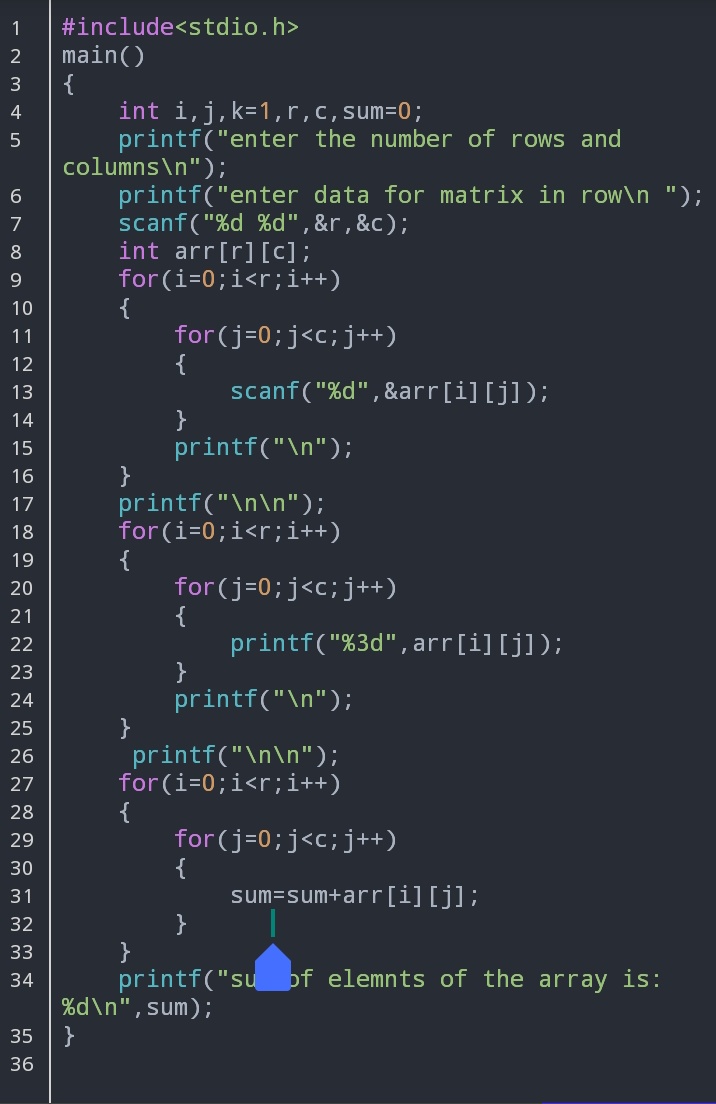 1 #include<stdio.h>
2 main()
3 {
4     int i,j,k=1,r,c,sum=0;
5     printf("enter the number of rows and
columns\n");
6     printf("enter data for matrix in row\n ");
7     scanf("%d %d",&r,&c);
8     int arr[r][c];
9     for(i=0;i<r;i++)
10     {
11         for(j=0;j<c;j++)
12         {
13             scanf("%d",&arr[i][j]);
14         }
15         printf("\n");
16     }
17     printf("\n\n");
18     for(i=0;i<r;i++)
19     {
20         for(j=0;j<c;j++)
21         {
22             printf("%3d",arr[i][j]);
23         }
24         printf("\n");
25     }
26      printf("\n\n");
27     for(i=0;i<r;i++)
28     {
29         for(j=0;j<c;j++)
30         {
31             sum=sum+arr[i][j];
32         }
33     }
34     printf("su of elemnts of the array is:
%d\n",sum);
35 }
36